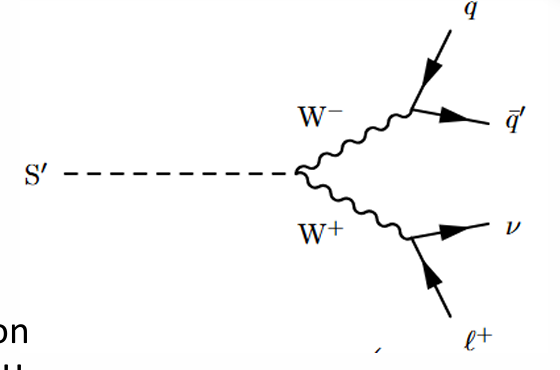 q
W⁻
q̄′
S′
W⁺
ν
on
ℓ⁺